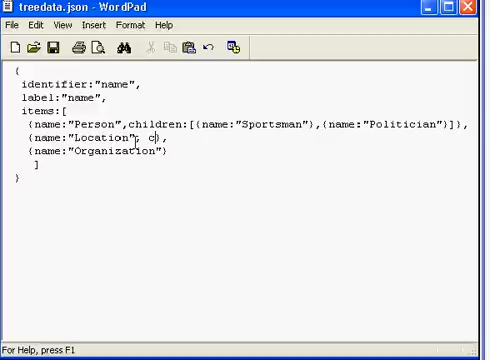 treedata.json - WordPad
File Edit View Insert Format Help
{
identifier:"name",
label:"name",
items:[
{name:"Person",children:[{name:"Sportsman"},{name:"Politician"}]},
{name:"Location", c},
{name:"Organization"}
]
}
For Help, press F1